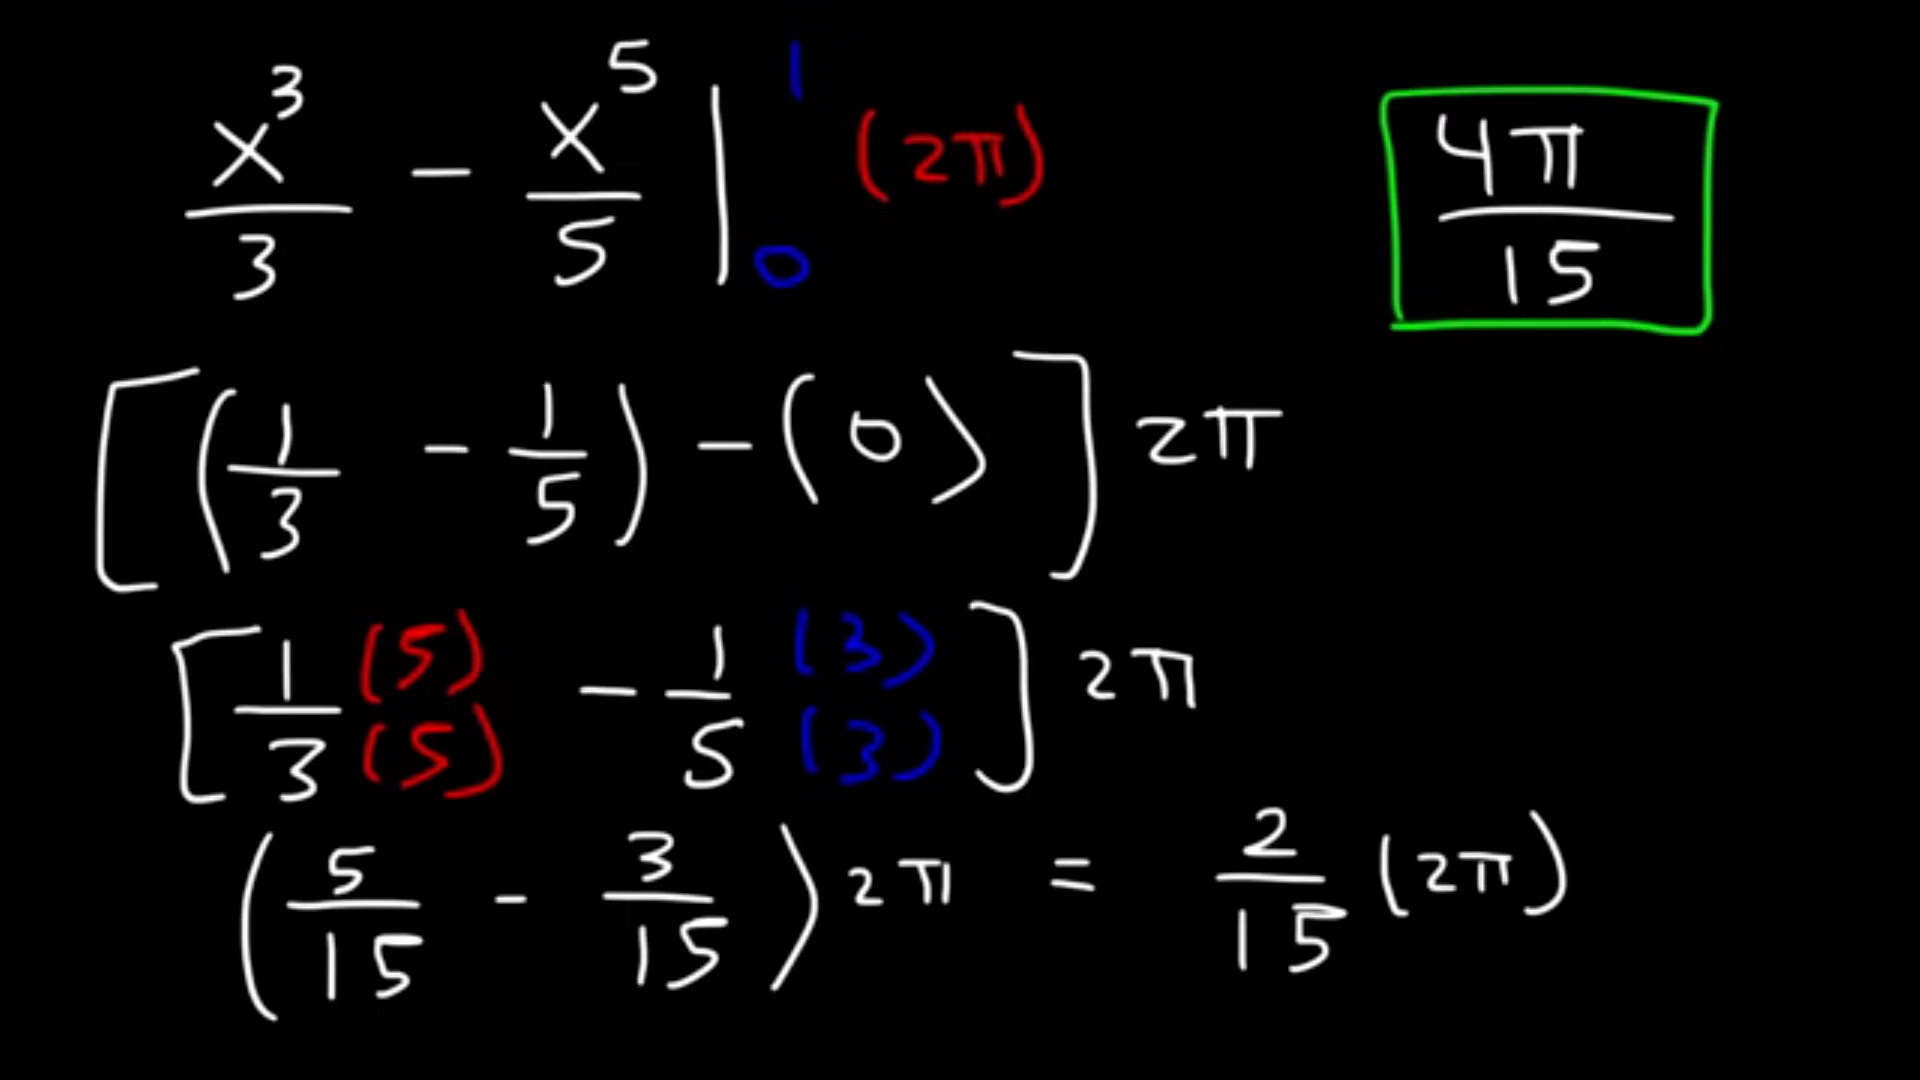 x³/3 - x⁵/5 |₀¹ (2π)
4π/15
[(1/3 - 1/5) - (0)] 2π
[1/3 (5)/(5) - 1/5 (3)/(3)] 2π
(5/15 - 3/15) 2π = 2/15 (2π)